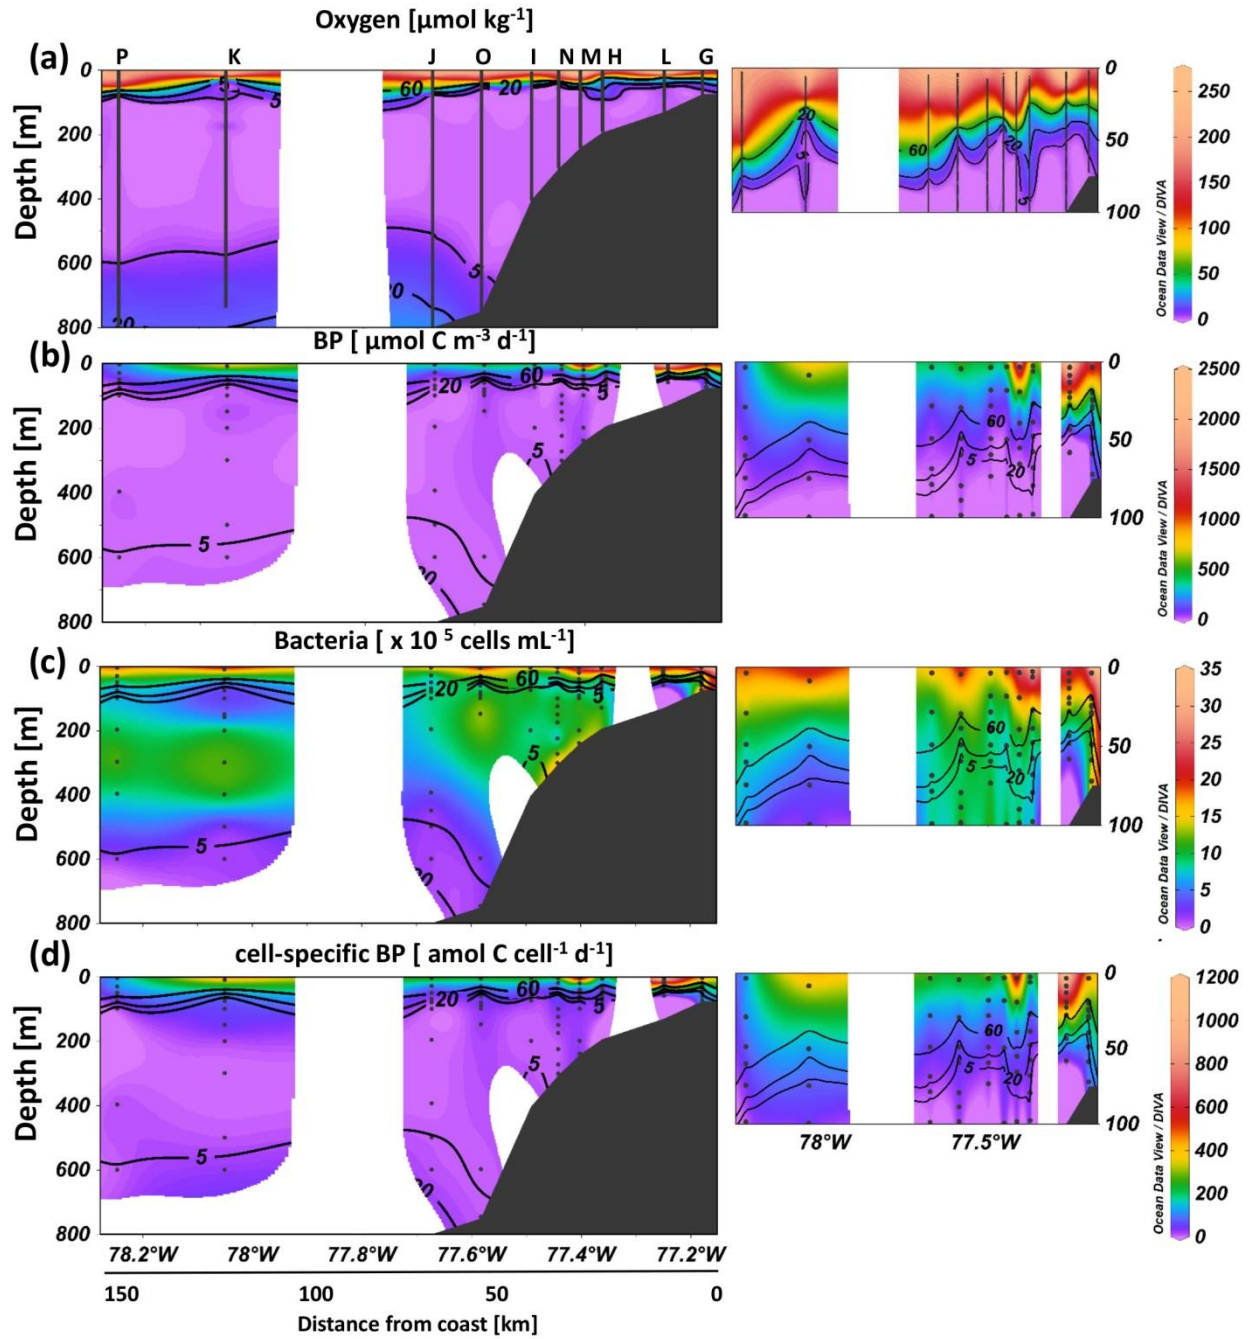 Oxygen [µmol kg-1]
(a)
P K J O I N M H L G
0
200
400
600
800
Depth [m]
5 5 60 20
5
20 20
20 60 20
5 5
0
50
100
250
200
150
100
50
0
Ocean Data View / DIVA
BP [ µmol C m-3 d-1]
(b)
0
200
400
600
800
Depth [m]
20 60 5
5 5
20
60
5 20
0
50
100
2500
2000
1500
1000
500
0
Ocean Data View / DIVA
Bacteria [ x 10 5 cells mL-1]
(c)
0
200
400
600
800
Depth [m]
20 60 5
5 5
20
60
5 20
0
50
100
35
30
25
20
15
10
5
0
Ocean Data View / DIVA
cell-specific BP [ amol C cell-1 d-1]
(d)
0
200
400
600
800
Depth [m]
20 60 5
5 5
20
60
5 20
0
50
100
78°W 77.5°W
1200
1000
800
600
400
200
0
Ocean Data View / DIVA
78.2°W 78°W 77.8°W 77.6°W 77.4°W 77.2°W
150 100 50 0
Distance from coast [km]